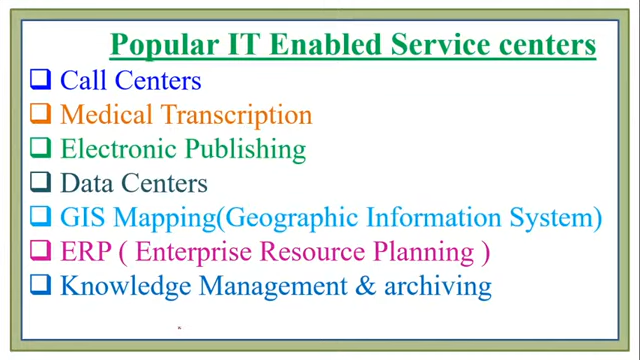 Popular IT Enabled Service centers
Call Centers
Medical Transcription
Electronic Publishing
Data Centers
GIS Mapping(Geographic Information System)
ERP ( Enterprise Resource Planning )
Knowledge Management & archiving